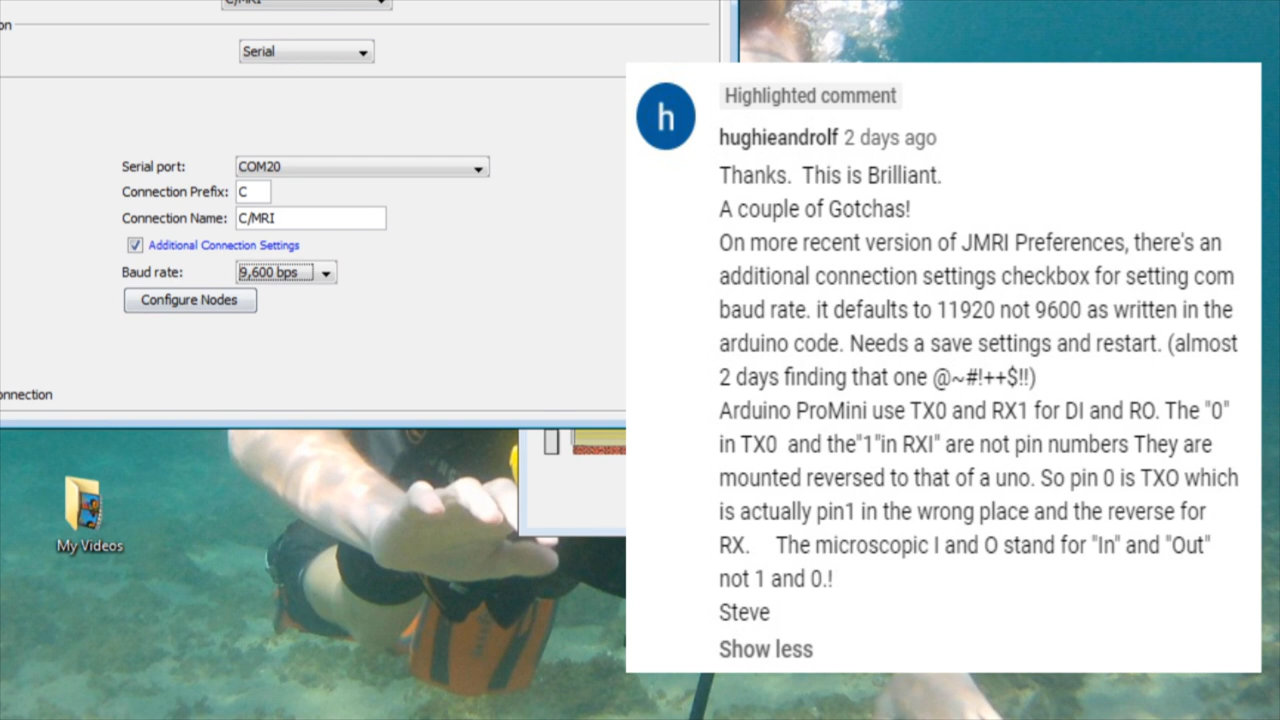 C/MRI
on
Serial
Serial port:
COM20
Connection Prefix:
C
Connection Name:
C/MRI
Additional Connection Settings
Baud rate:
9,600 bps
Configure Nodes
onnection
My Videos
h
Highlighted comment
hughieandrolf 2 days ago
Thanks. This is Brilliant.
A couple of Gotchas!
On more recent version of JMRI Preferences, there's an
additional connection settings checkbox for setting com
baud rate. it defaults to 11920 not 9600 as written in the
arduino code. Needs a save settings and restart. (almost
2 days finding that one @~#!++$!!)
Arduino ProMini use TX0 and RX1 for DI and RO. The "0"
in TX0 and the"1"in RXI" are not pin numbers They are
mounted reversed to that of a uno. So pin 0 is TXO which
is actually pin1 in the wrong place and the reverse for
RX. The microscopic I and O stand for "In" and "Out"
not 1 and 0.!
Steve
Show less